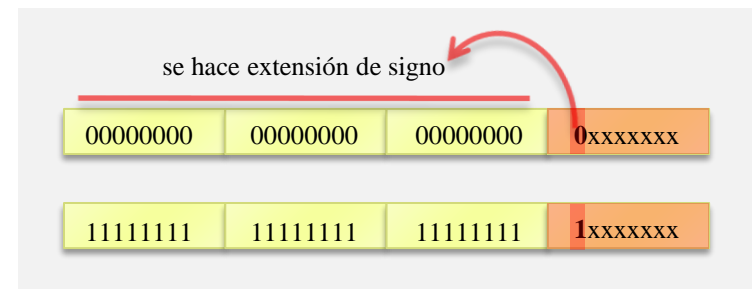 se hace extensión de signo
00000000 00000000 00000000 0xxxxxxx
11111111 11111111 11111111 1xxxxxxx